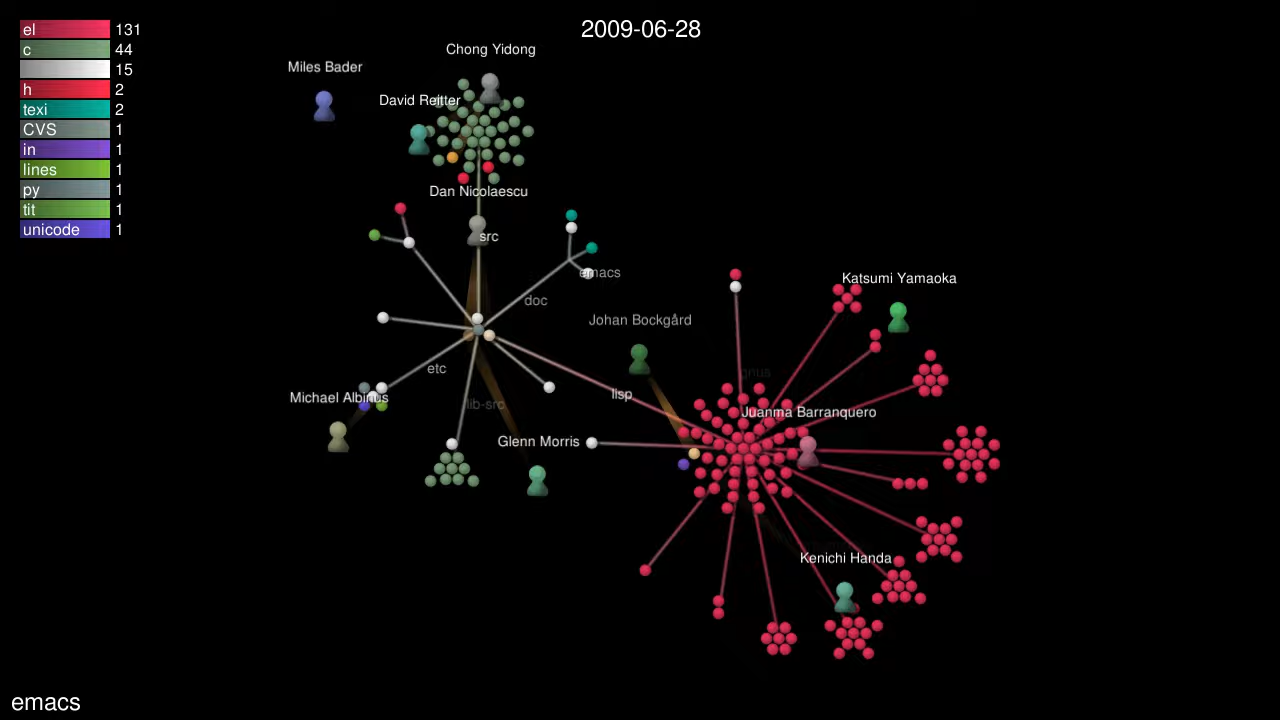 2009-06-28
el 131
c 44
15
h 2
texi 2
CVS 1
in 1
lines 1
py 1
tit 1
unicode 1
Chong Yidong
Miles Bader
David Reitter
Dan Nicolaescu
src
emacs
Katsumi Yamaoka
doc
Johan Bockgård
etc
gnus
lisp
Michael Albinus
lib-src
Juanma Barranquero
Glenn Morris
Kenichi Handa
emacs